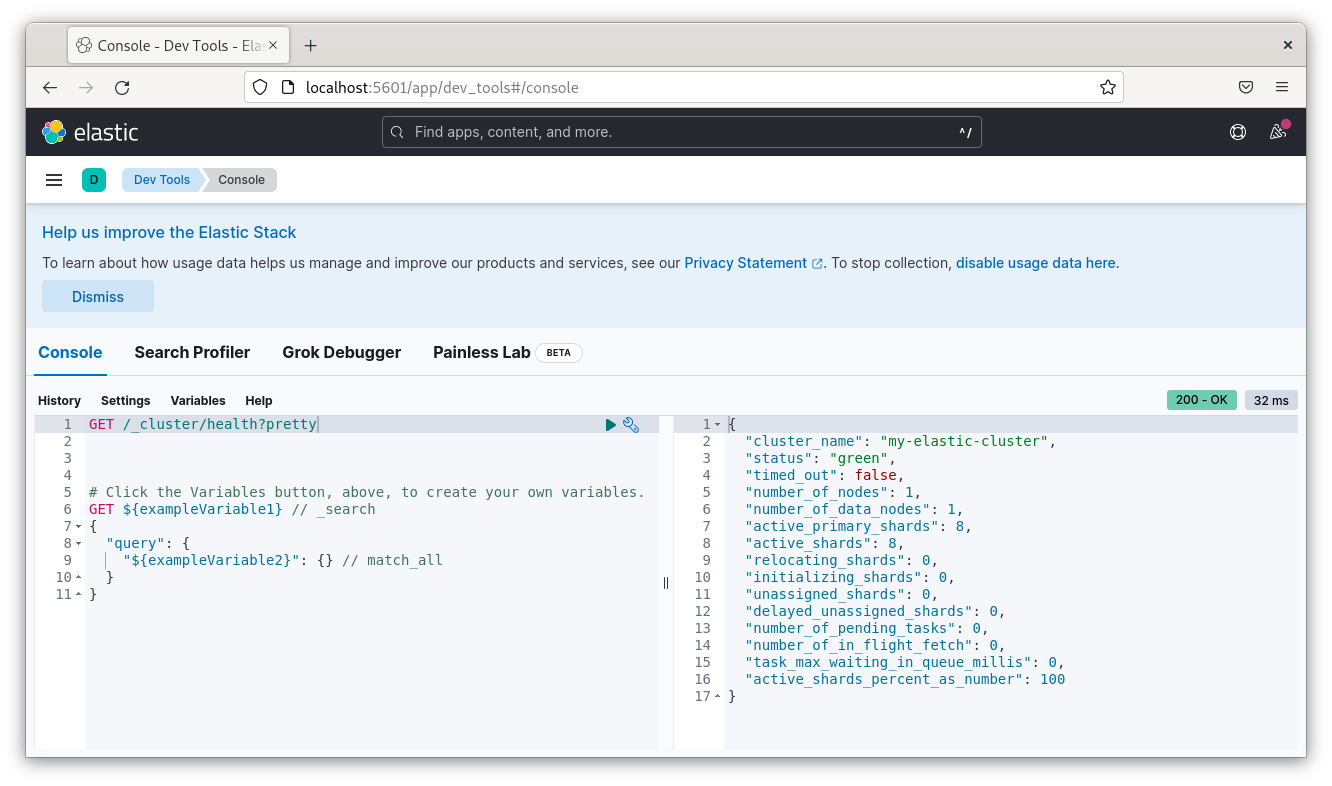 Console - Dev Tools - Elas
localhost:5601/app/dev_tools#/console
elastic
Find apps, content, and more. ^/
D Dev Tools Console
Help us improve the Elastic Stack
To learn about how usage data helps us manage and improve our products and services, see our Privacy Statement. To stop collection, disable usage data here.
Dismiss
Console Search Profiler Grok Debugger Painless Lab BETA
History Settings Variables Help 200 - OK 32 ms
1 GET /_cluster/health?pretty
2
3
4
5 # Click the Variables button, above, to create your own variables.
6 GET ${exampleVariable1} // _search
7 {
8 "query": {
9 "${exampleVariable2}": {} // match_all
10 }
11 }
1 {
2 "cluster_name": "my-elastic-cluster",
3 "status": "green",
4 "timed_out": false,
5 "number_of_nodes": 1,
6 "number_of_data_nodes": 1,
7 "active_primary_shards": 8,
8 "active_shards": 8,
9 "relocating_shards": 0,
10 "initializing_shards": 0,
11 "unassigned_shards": 0,
12 "delayed_unassigned_shards": 0,
13 "number_of_pending_tasks": 0,
14 "number_of_in_flight_fetch": 0,
15 "task_max_waiting_in_queue_millis": 0,
16 "active_shards_percent_as_number": 100
17 }